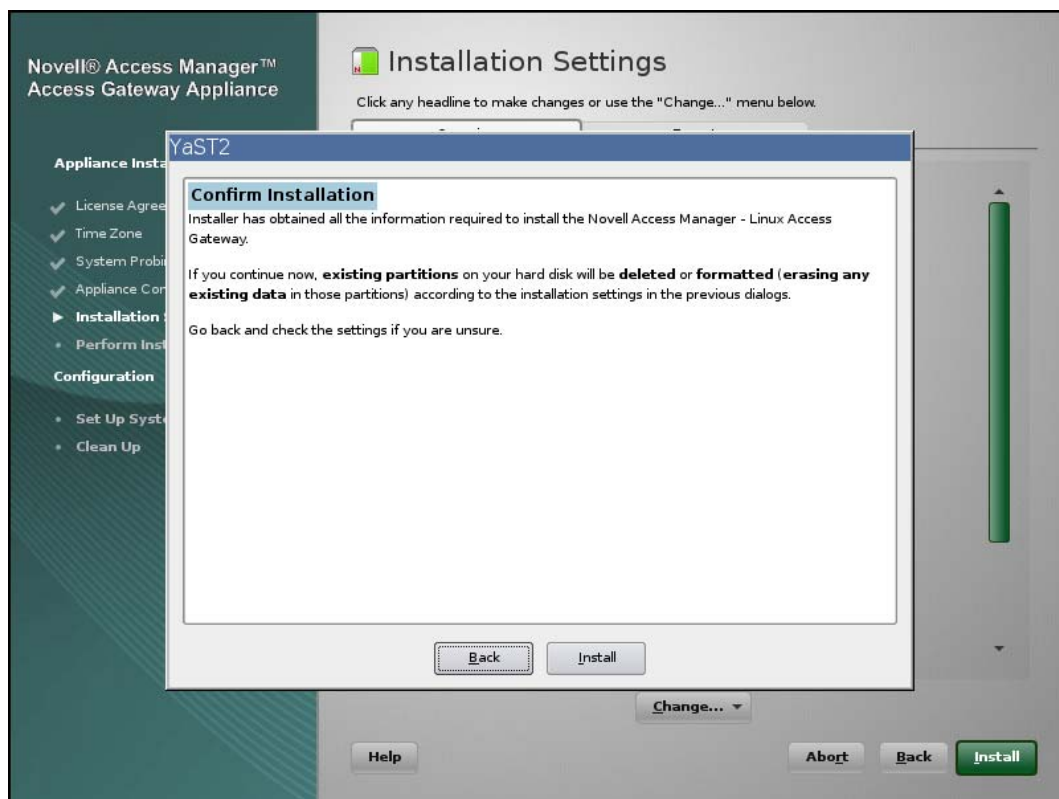 Novell® Access Manager™
Access Gateway Appliance
Installation Settings
Click any headline to make changes or use the "Change..." menu below.
Appliance Insta
License Agree
Time Zone
System Probi
Appliance Con
Installation
Perform Inst
Configuration
Set Up Syste
Clean Up
YaST2
Confirm Installation
Installer has obtained all the information required to install the Novell Access Manager - Linux Access
Gateway.
If you continue now, existing partitions on your hard disk will be deleted or formatted (erasing any
existing data in those partitions) according to the installation settings in the previous dialogs.
Go back and check the settings if you are unsure.
Back
Install
Change...
Help
Abort
Back
Install